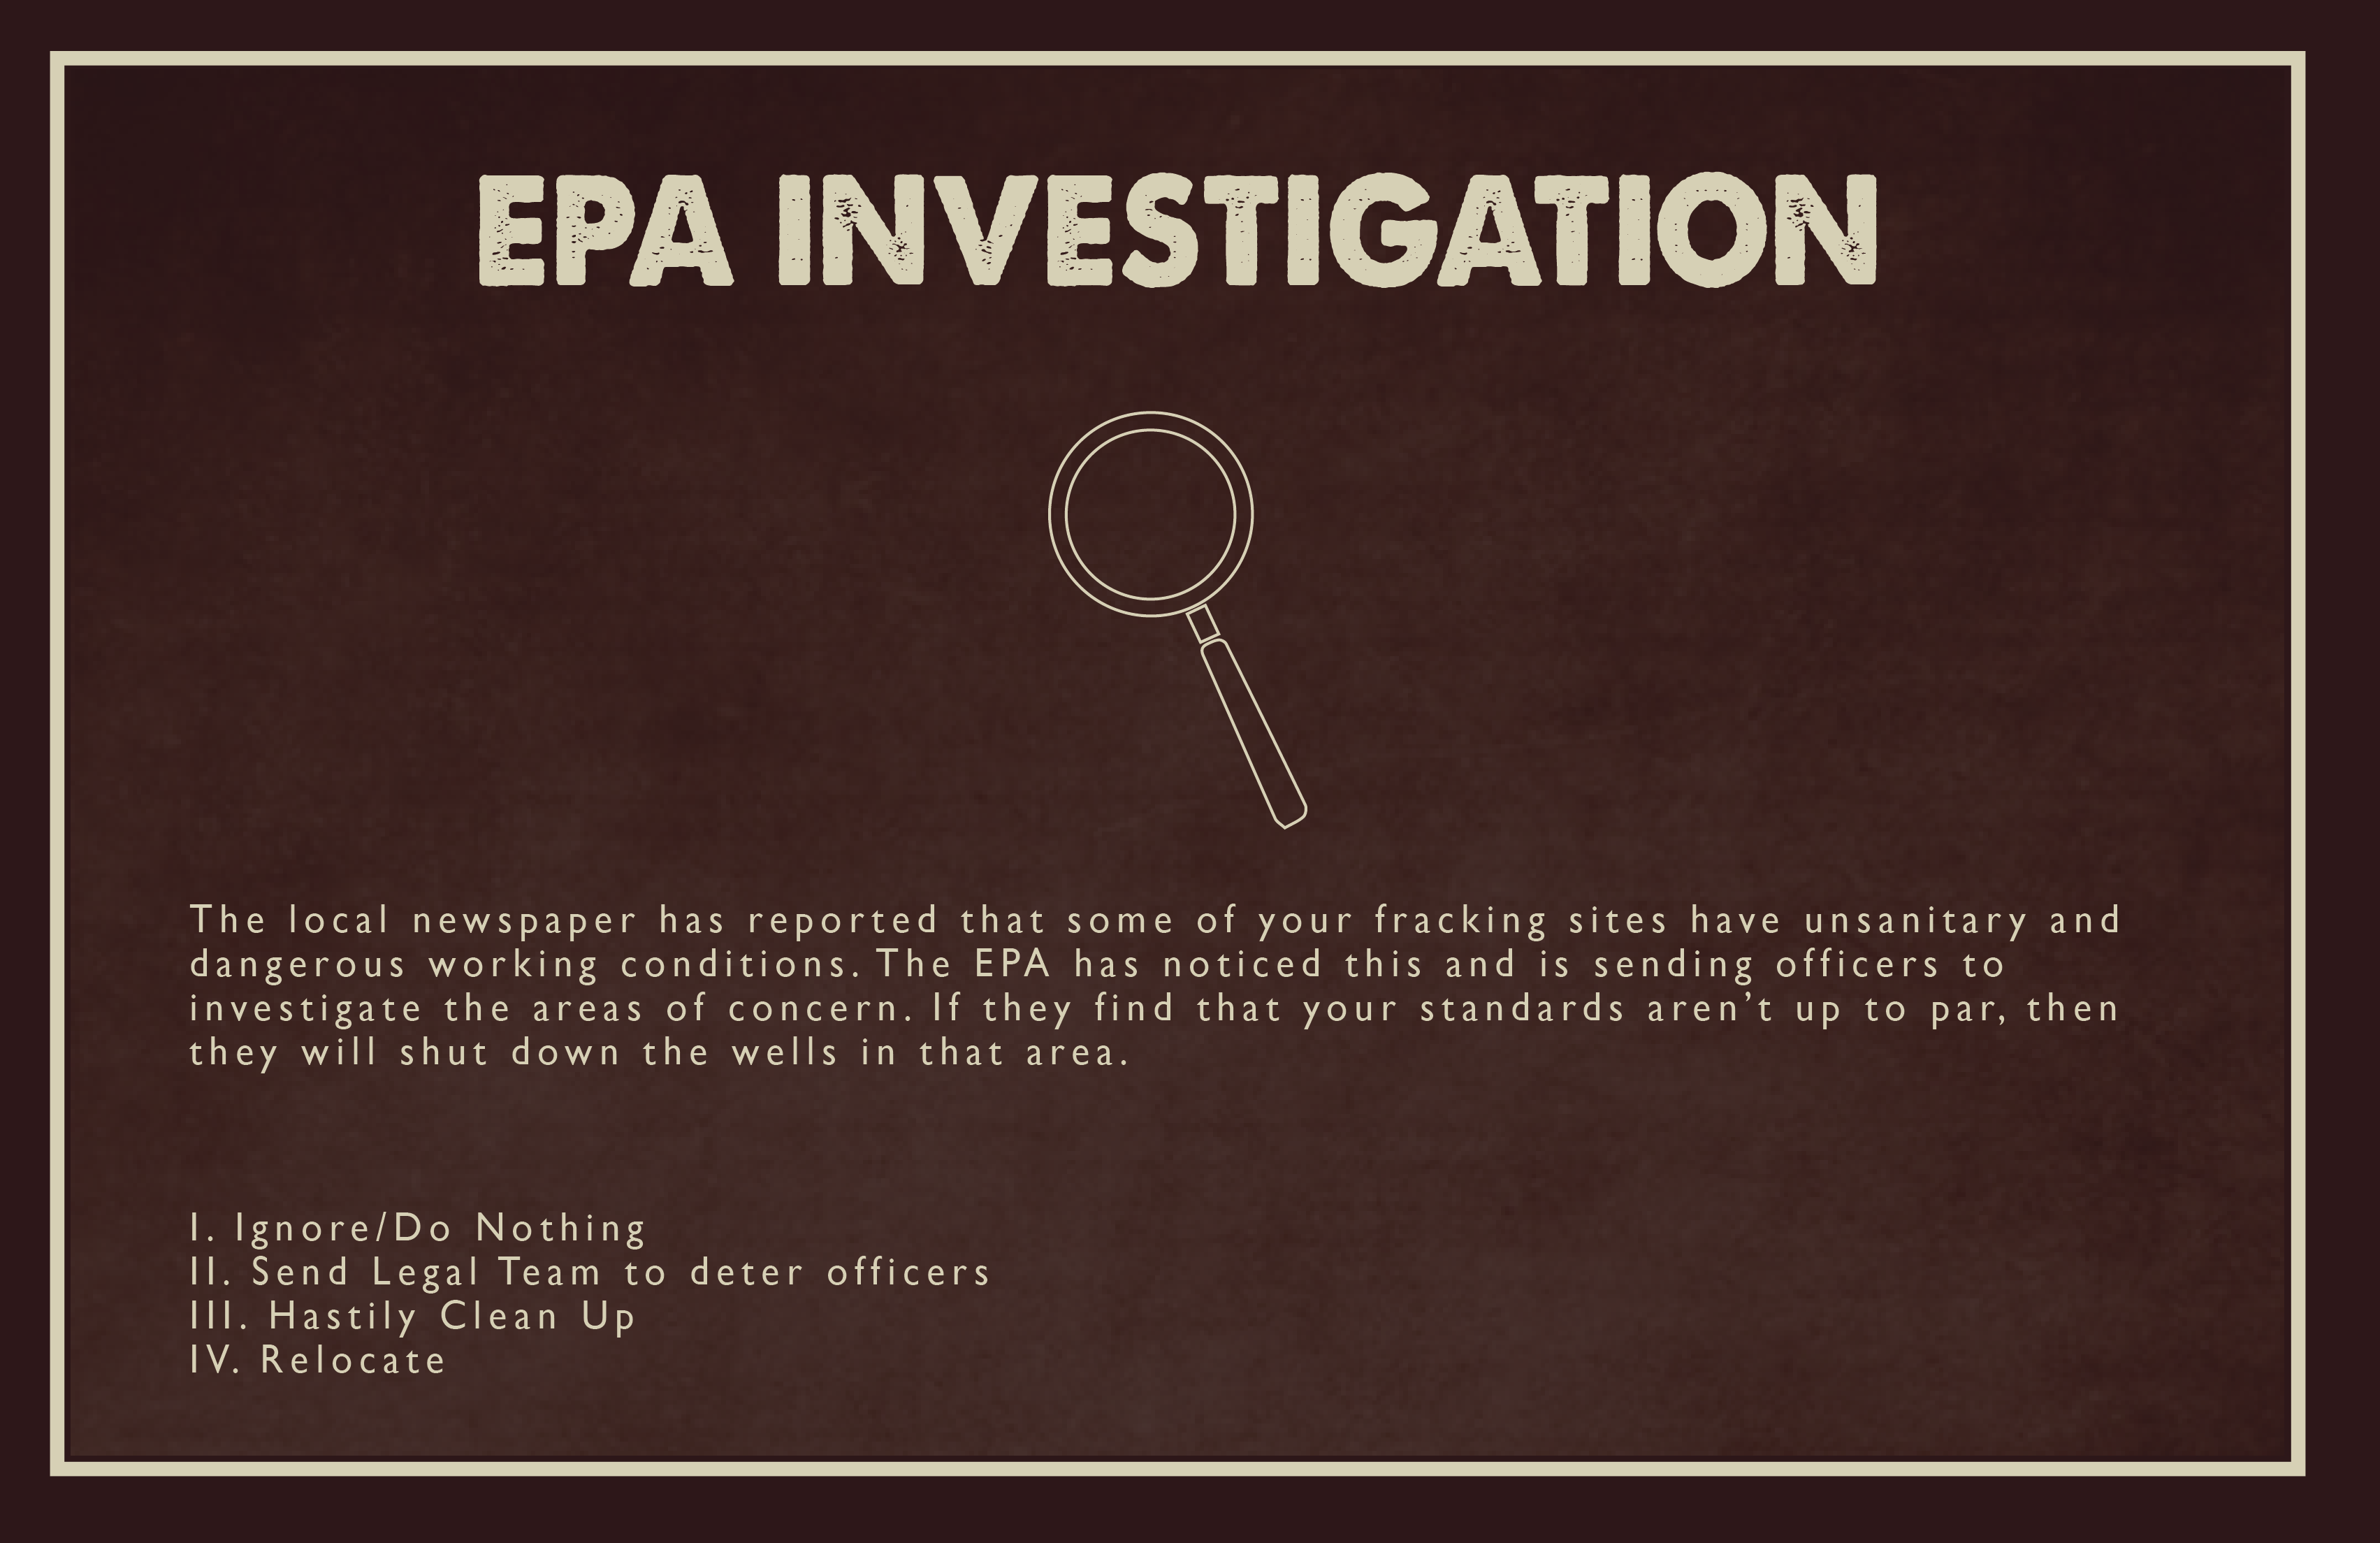 EPA INVESTIGATION
The local newspaper has reported that some of your fracking sites have unsanitary and
dangerous working conditions. The EPA has noticed this and is sending officers to
investigate the areas of concern. If they find that your standards aren’t up to par, then
they will shut down the wells in that area.
I. Ignore/Do Nothing
II. Send Legal Team to deter officers
III. Hastily Clean Up
IV. Relocate